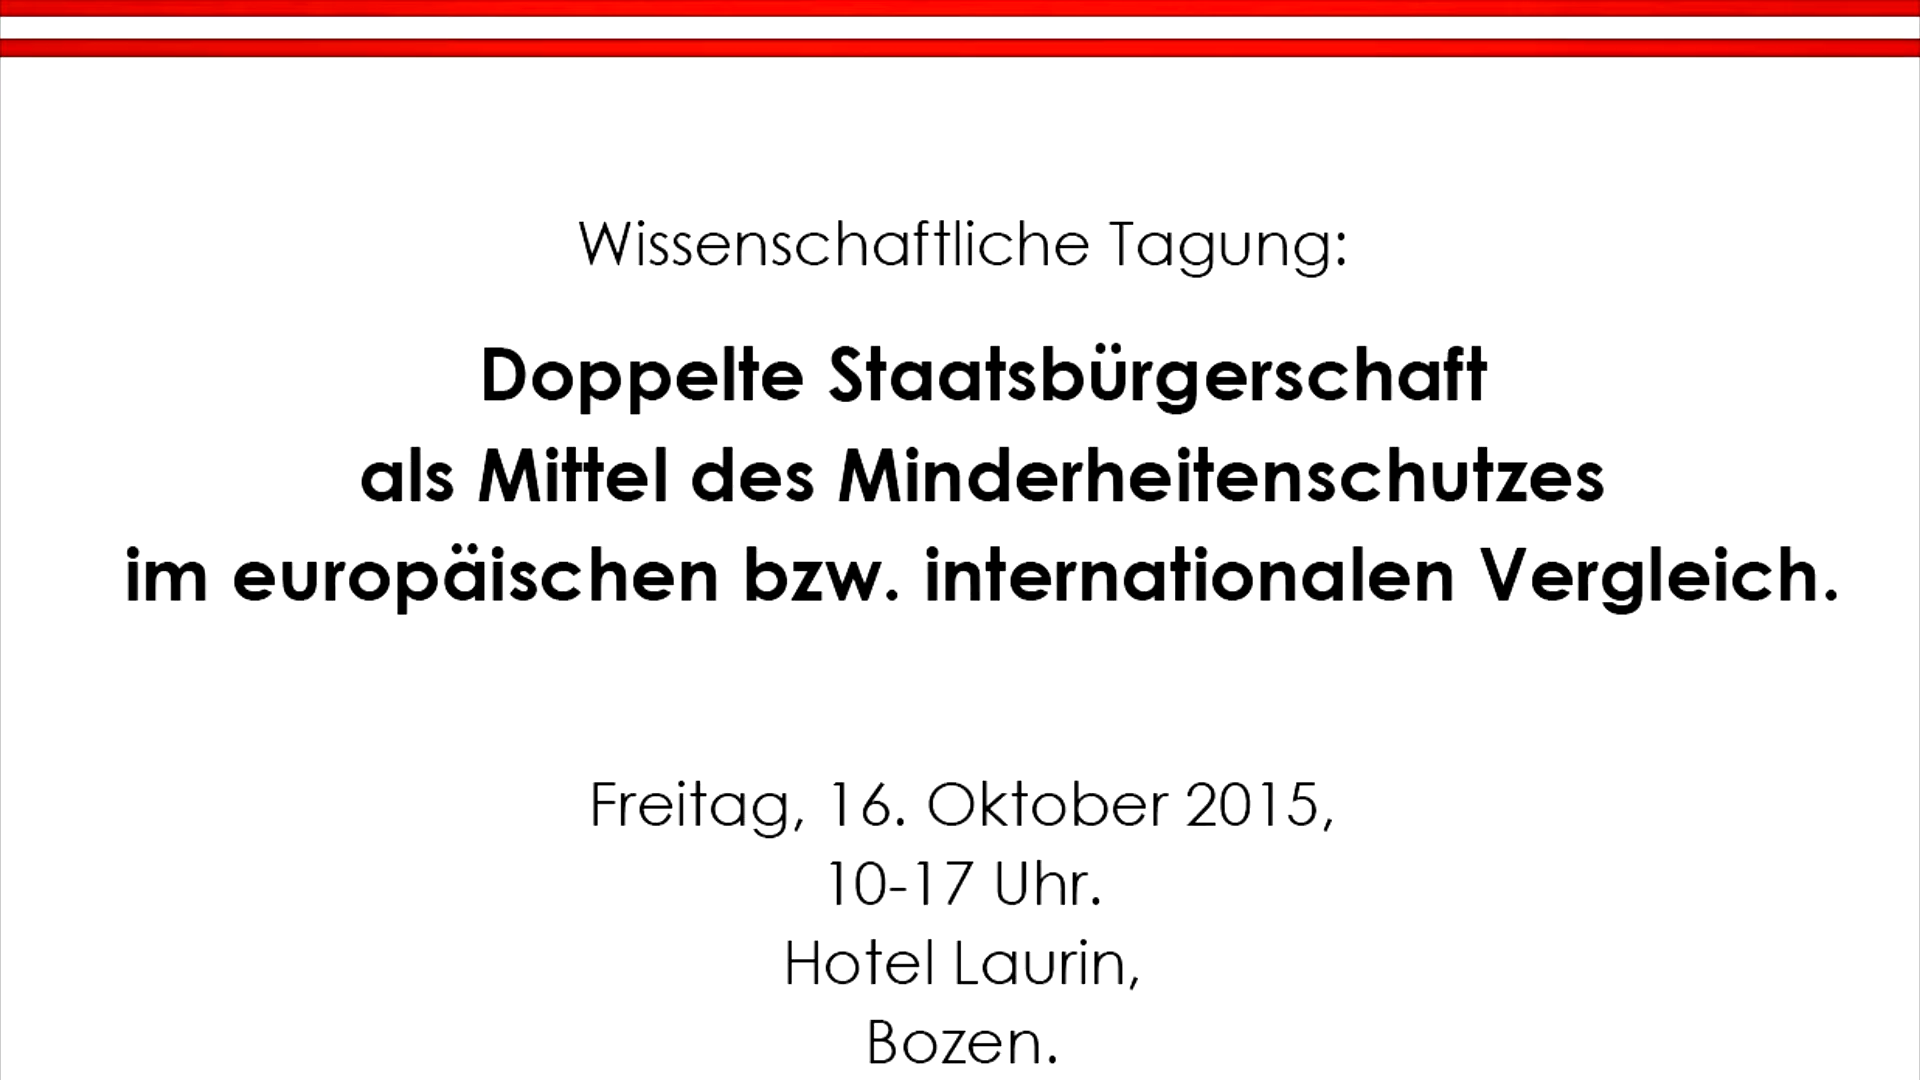 Wissenschaftliche Tagung:
Doppelte Staatsbürgerschaft
als Mittel des Minderheitenschutzes
im europäischen bzw. internationalen Vergleich.
Freitag, 16. Oktober 2015,
10-17 Uhr.
Hotel Laurin,
Bozen.